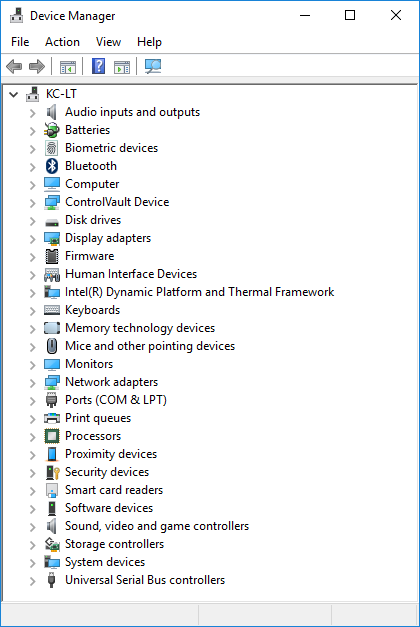 Device Manager
File Action View Help
KC-LT
Audio inputs and outputs
Batteries
Biometric devices
Bluetooth
Computer
ControlVault Device
Disk drives
Display adapters
Firmware
Human Interface Devices
Intel(R) Dynamic Platform and Thermal Framework
Keyboards
Memory technology devices
Mice and other pointing devices
Monitors
Network adapters
Ports (COM & LPT)
Print queues
Processors
Proximity devices
Security devices
Smart card readers
Software devices
Sound, video and game controllers
Storage controllers
System devices
Universal Serial Bus controllers